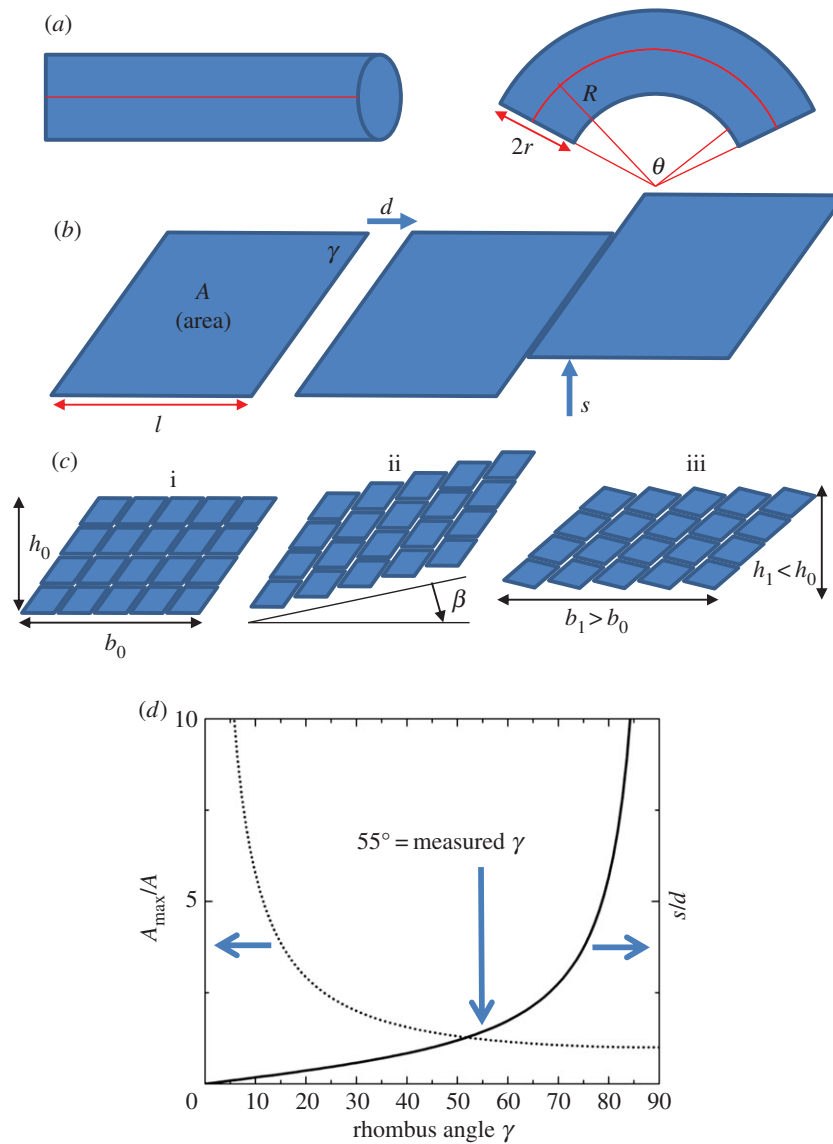 (a)
R
2r
θ
(b)
d
γ
A
(area)
l
s
(c)
i
ii
iii
h0
b0
β
b1 > b0
h1 < h0
(d)
10
5
0
Amax/A
s/d
55° = measured γ
0 10 20 30 40 50 60 70 80 90
rhombus angle γ